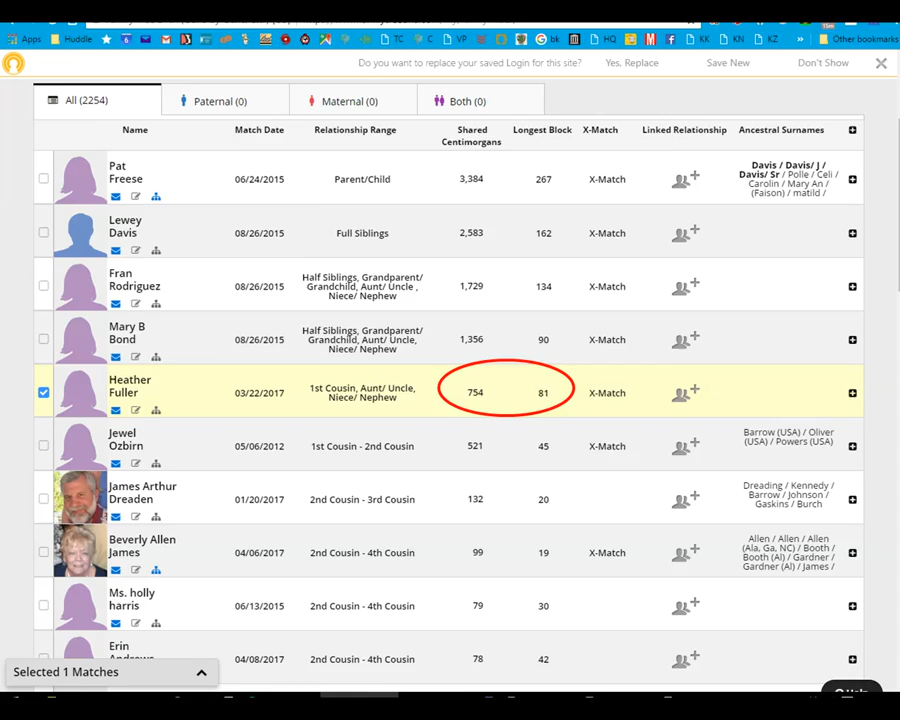 Apps Huddle 6 TC C VP bk HQ KK KN KZ » Other bookmarks
Do you want to replace your saved Login for this site? Yes, Replace Save New Don't Show
All (2254) Paternal (0) Maternal (0) Both (0)
Name Match Date Relationship Range Shared Centimorgans Longest Block X-Match Linked Relationship Ancestral Surnames
Pat Freese 06/24/2015 Parent/Child 3,384 267 X-Match Davis / Davis/ J /
Davis/ Sr / Polle / Celi /
Carolin / Mary An /
(Faison) / matild /
Lewey Davis 08/26/2015 Full Siblings 2,583 162 X-Match
Fran Rodriguez 08/26/2015 Half Siblings, Grandparent/
Grandchild, Aunt/ Uncle ,
Niece/ Nephew 1,729 134 X-Match
Mary B Bond 08/26/2015 Half Siblings, Grandparent/
Grandchild, Aunt/ Uncle,
Niece/ Nephew 1,356 90 X-Match
Heather Fuller 03/22/2017 1st Cousin, Aunt/ Uncle,
Niece/ Nephew 754 81 X-Match
Jewel Ozbirn 05/06/2012 1st Cousin - 2nd Cousin 521 45 X-Match Barrow (USA) / Oliver
(USA) / Powers (USA)
James Arthur Dreaden 01/20/2017 2nd Cousin - 3rd Cousin 132 20 Dreading / Kennedy /
Barrow / Johnson /
Gaskins / Burch
Beverly Allen James 04/06/2017 2nd Cousin - 4th Cousin 99 19 X-Match Allen / Allen / Allen
(Ala, Ga, NC) / Booth /
Booth (Al) / Gardner /
Gardner (Al) / James /
Ms. holly harris 06/13/2015 2nd Cousin - 4th Cousin 79 30
Erin 04/08/2017 2nd Cousin - 4th Cousin 78 42
Selected 1 Matches